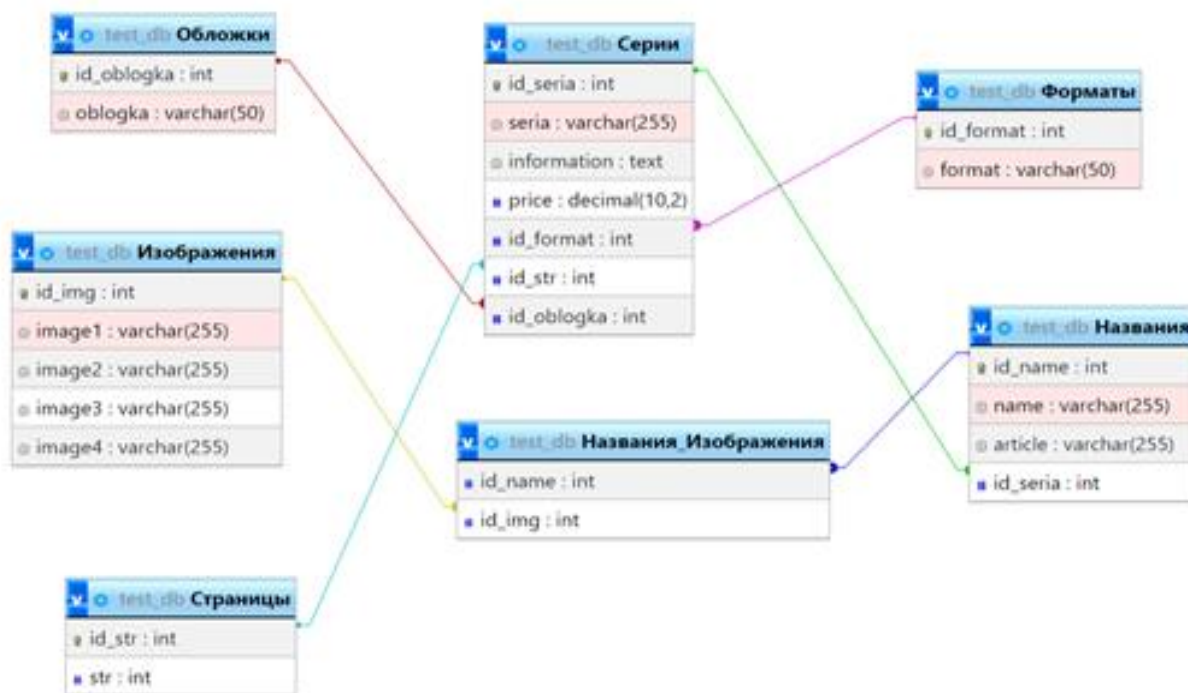 test_db Обложки
id_oblogka : int
oblogka : varchar(50)
test_db Серии
id_seria : int
seria : varchar(255)
information : text
price : decimal(10,2)
id_format : int
id_str : int
id_oblogka : int
test_db Форматы
id_format : int
format : varchar(50)
test_db Изображения
id_img : int
image1 : varchar(255)
image2 : varchar(255)
image3 : varchar(255)
image4 : varchar(255)
test_db Названия_Изображения
id_name : int
id_img : int
test_db Названия
id_name : int
name : varchar(255)
article : varchar(255)
id_seria : int
test_db Страницы
id_str : int
str : int